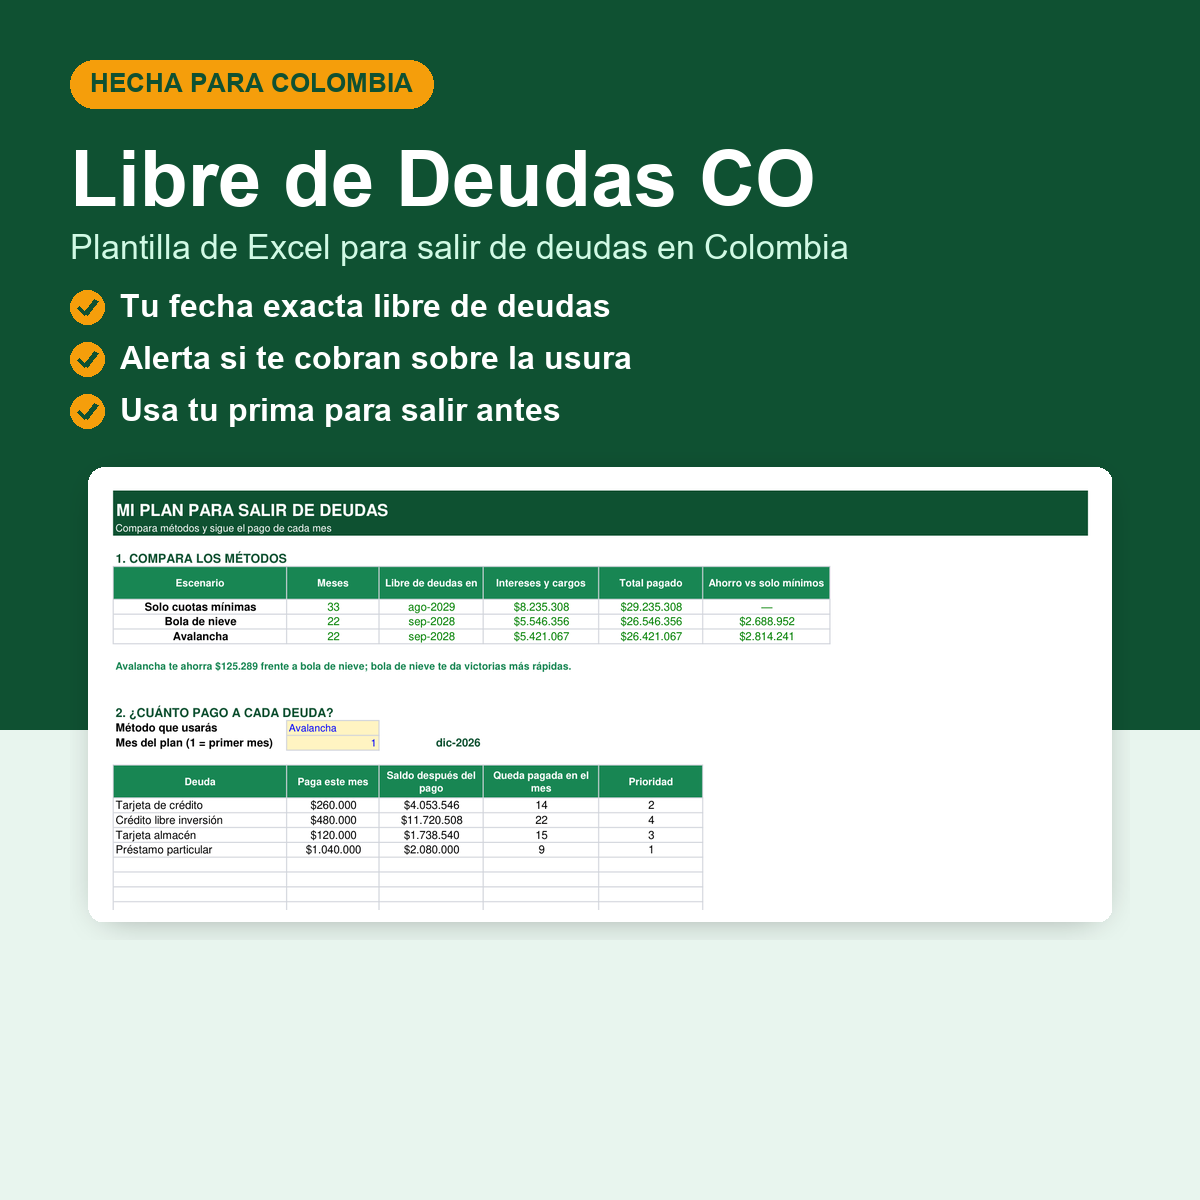 HECHA PARA COLOMBIA
Libre de Deudas CO
Plantilla de Excel para salir de deudas en Colombia
Tu fecha exacta libre de deudas
Alerta si te cobran sobre la usura
Usa tu prima para salir antes
MI PLAN PARA SALIR DE DEUDAS
Compara métodos y sigue el pago de cada mes
1. COMPARA LOS MÉTODOS
Escenario Meses Libre de deudas en Intereses y cargos Total pagado Ahorro vs solo mínimos
Solo cuotas mínimas 33 ago-2029 $8.235.308 $29.235.308 —
Bola de nieve 22 sep-2028 $5.546.356 $26.546.356 $2.688.952
Avalancha 22 sep-2028 $5.421.067 $26.421.067 $2.814.241
Avalancha te ahorra $125.289 frente a bola de nieve; bola de nieve te da victorias más rápidas.
2. ¿CUÁNTO PAGO A CADA DEUDA?
Método que usarás Avalancha
Mes del plan (1 = primer mes) 1 dic-2026
Deuda Paga este mes Saldo después del pago Queda pagada en el mes Prioridad
Tarjeta de crédito $260.000 $4.053.546 14 2
Crédito libre inversión $480.000 $11.720.508 22 4
Tarjeta almacén $120.000 $1.738.540 15 3
Préstamo particular $1.040.000 $2.080.000 9 1